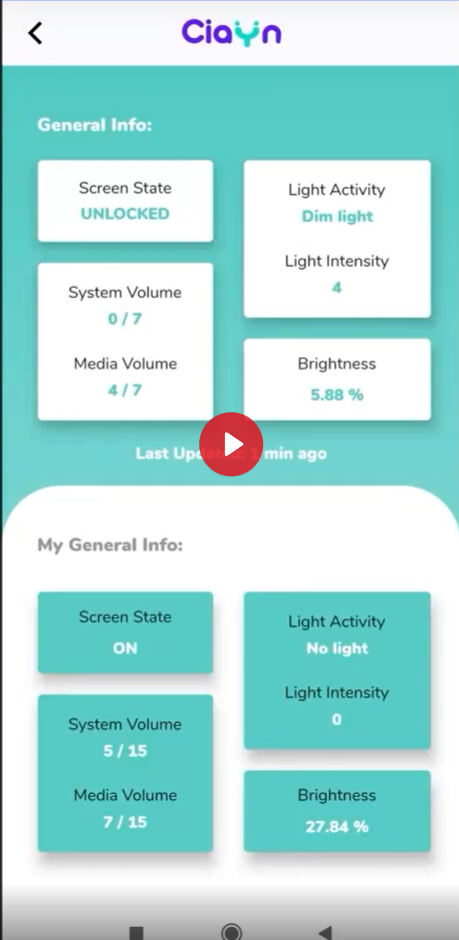 Ciayn
General Info:
Screen State
UNLOCKED
Light Activity
Dim light
Light Intensity
4
System Volume
0 / 7
Media Volume
4 / 7
Brightness
5.88 %
Last Updated: 1 min ago
My General Info:
Screen State
ON
Light Activity
No light
Light Intensity
0
System Volume
5 / 15
Media Volume
7 / 15
Brightness
27.84 %